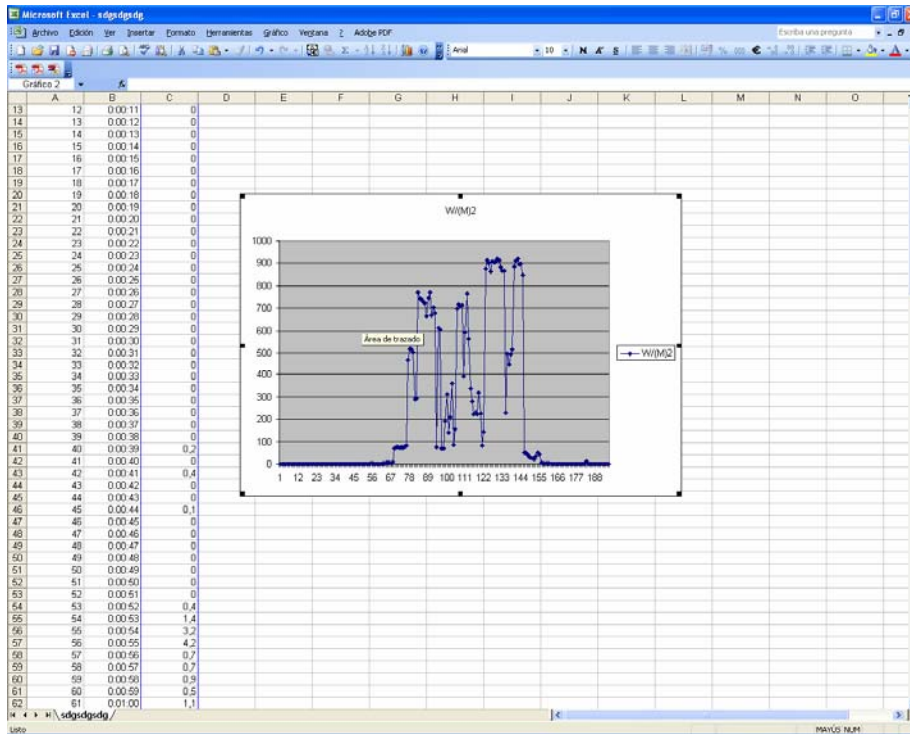 Microsoft Excel - sdgsdgsdg
Archivo Edición Ver Insertar Formato Herramientas Gráfico Ventana ? Adobe PDF
Escriba una pregunta
Arial 10 N K S
Gráfico 2 fx
A B C D E F G H I J K L M N O
13 12 0:00:11 0
14 13 0:00:12 0
15 14 0:00:13 0
16 15 0:00:14 0
17 16 0:00:15 0
18 17 0:00:16 0
19 18 0:00:17 0
20 19 0:00:18 0
21 20 0:00:19 0
22 21 0:00:20 0
23 22 0:00:21 0
24 23 0:00:22 0
25 24 0:00:23 0
26 25 0:00:24 0
27 26 0:00:25 0
28 27 0:00:26 0
29 28 0:00:27 0
30 29 0:00:28 0
31 30 0:00:29 0
32 31 0:00:30 0
33 32 0:00:31 0
34 33 0:00:32 0
35 34 0:00:33 0
36 35 0:00:34 0
37 36 0:00:35 0
38 37 0:00:36 0
39 38 0:00:37 0
40 39 0:00:38 0
41 40 0:00:39 0,2
42 41 0:00:40 0
43 42 0:00:41 0,4
44 43 0:00:42 0
45 44 0:00:43 0
46 45 0:00:44 0,1
47 46 0:00:45 0
48 47 0:00:46 0
49 48 0:00:47 0
50 49 0:00:48 0
51 50 0:00:49 0
52 51 0:00:50 0
53 52 0:00:51 0
54 53 0:00:52 0,4
55 54 0:00:53 1,4
56 55 0:00:54 3,2
57 56 0:00:55 4,2
58 57 0:00:56 0,7
59 58 0:00:57 0,7
60 59 0:00:58 0,9
61 60 0:00:59 0,5
62 61 0:01:00 1,1
W/(M)2
1000
900
800
700
600
500
400
300
200
100
0
Área de trazado
W/(M)2
1 12 23 34 45 56 67 78 89 100 111 122 133 144 155 166 177 188
sdgsdgsdg
Listo
MAYÚS NUM